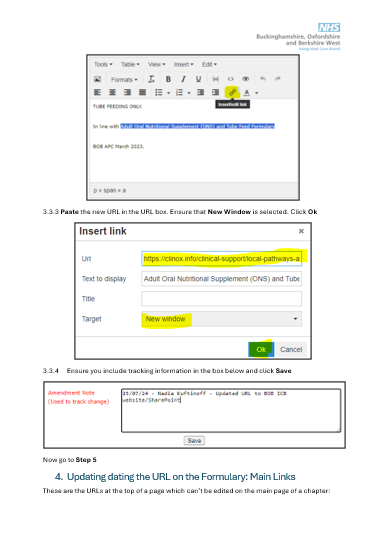 NHS
Buckinghamshire, Oxfordshire
and Berkshire West
Integrated Care Board
Tools Table View Insert Edit
Formats
Insert/edit link
TUBE FEEDING ONLY:
In line with Adult Oral Nutritional Supplement (ONS) and Tube Feed Formulary
BOB APC March 2023.
p » span » a
3.3.3 Paste the new URL in the URL box. Ensure that New Window is selected. Click Ok
Insert link
Url https://clinox.info/clinical-support/local-pathways-a
Text to display Adult Oral Nutritional Supplement (ONS) and Tube
Title
Target New window
Ok Cancel
3.3.4 Ensure you include tracking information in the box below and click Save
Amendment Note
(Used to track change)
15/07/24 - Nadia Kuftinoff - Updated URL to BOB ICB
website/SharePoint
Save
Now go to Step 5
4. Updating dating the URL on the Formulary: Main Links
These are the URLs at the top of a page which can't be edited on the main page of a chapter: